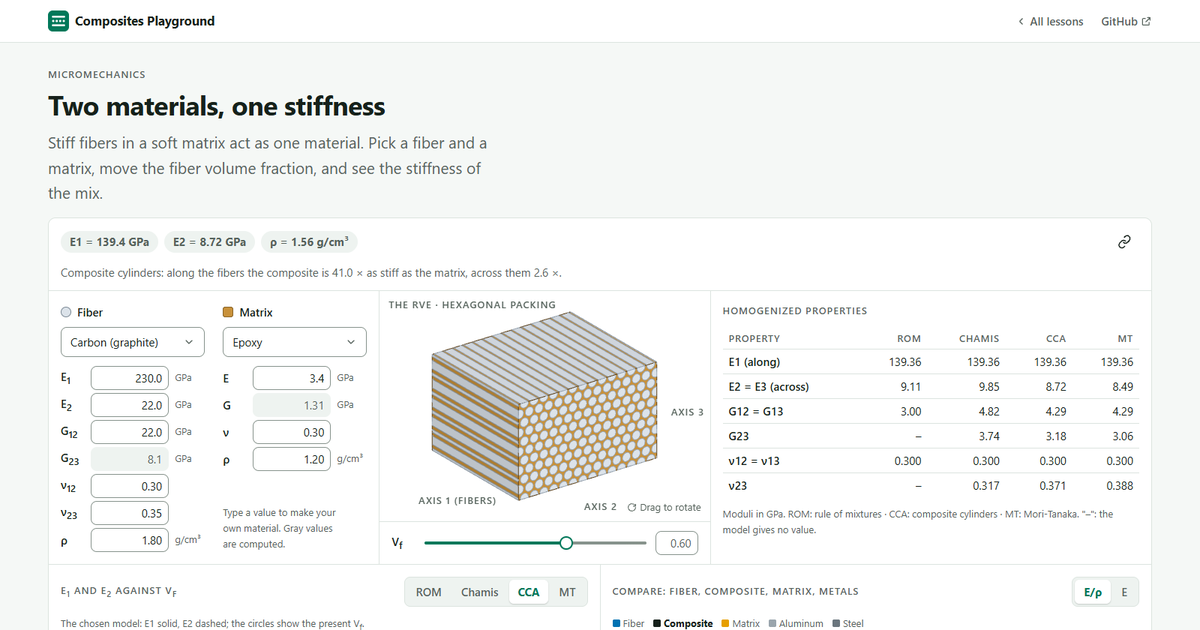 Composites Playground
All lessons
GitHub
MICROMECHANICS
Two materials, one stiffness
Stiff fibers in a soft matrix act as one material. Pick a fiber and a
matrix, move the fiber volume fraction, and see the stiffness of
the mix.
E1 = 139.4 GPa
E2 = 8.72 GPa
ρ = 1.56 g/cm³
Composite cylinders: along the fibers the composite is 41.0 × as stiff as the matrix, across them 2.6 ×.
Fiber
Carbon (graphite)
E1 230.0 GPa
E2 22.0 GPa
G12 22.0 GPa
G23 8.1 GPa
ν12 0.30
ν23 0.35
ρ 1.80 g/cm³
Matrix
Epoxy
E 3.4 GPa
G 1.31 GPa
ν 0.30
ρ 1.20 g/cm³
Type a value to make your
own material. Gray values
are computed.
THE RVE · HEXAGONAL PACKING
AXIS 3
AXIS 1 (FIBERS)
AXIS 2
Drag to rotate
Vf 0.60
HOMOGENIZED PROPERTIES
PROPERTY ROM CHAMIS CCA MT
E1 (along) 139.36 139.36 139.36 139.36
E2 = E3 (across) 9.11 9.85 8.72 8.49
G12 = G13 3.00 4.82 4.29 4.29
G23 – 3.74 3.18 3.06
ν12 = ν13 0.300 0.300 0.300 0.300
ν23 – 0.317 0.371 0.388
Moduli in GPa. ROM: rule of mixtures · CCA: composite cylinders · MT: Mori-Tanaka. "–": the
model gives no value.
E1 AND E2 AGAINST VF
ROM Chamis CCA MT
The chosen model: E1 solid, E2 dashed; the circles show the present Vf.
COMPARE: FIBER, COMPOSITE, MATRIX, METALS
E/ρ E
Fiber Composite Matrix Aluminum Steel